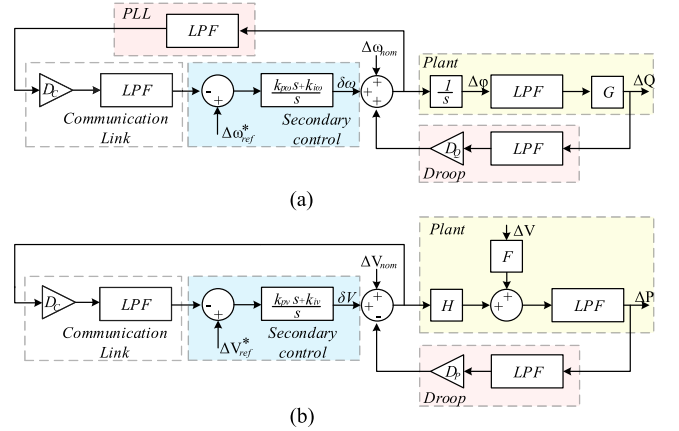 PLL
LPF
Δω_nom
Plant
D_C
LPF
-
+
k_pω s+k_iω
s
δω
+
+
+
1
s
Δφ
LPF
G
ΔQ
Communication
Link
Δω*_ref
Secondary
control
D_Q
LPF
Droop
(a)
Plant
ΔV
ΔV_nom
F
D_C
LPF
-
+
k_pv s+k_iv
s
δV
+
+
-
H
+
+
LPF
ΔP
Communication
Link
ΔV*_ref
Secondary
control
D_P
LPF
Droop
(b)